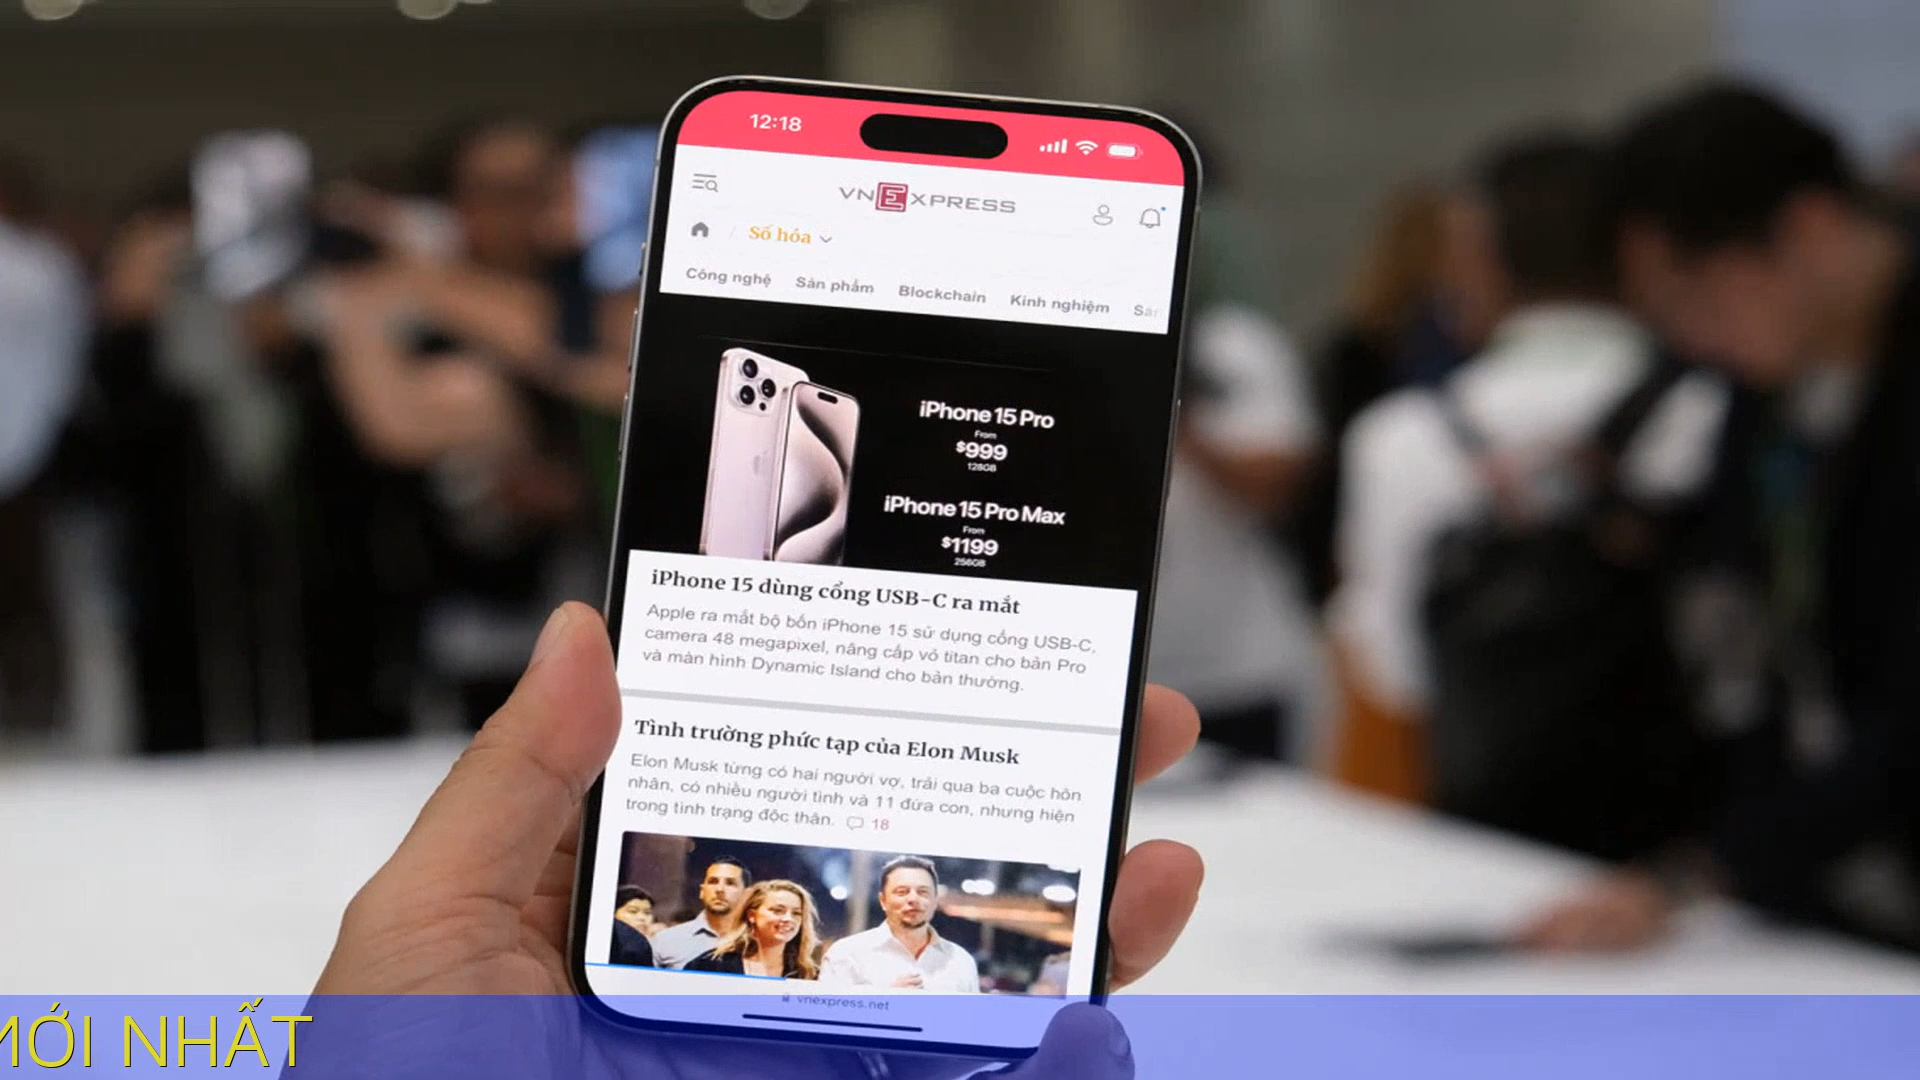 12:18
VNEXPRESS
Số hóa
Công nghệ Sản phẩm Blockchain Kinh nghiệm
iPhone 15 Pro
From
$999
128GB
iPhone 15 Pro Max
From
$1199
256GB
iPhone 15 dùng cổng USB-C ra mắt
Apple ra mắt bộ bốn iPhone 15 sử dụng cổng USB-C,
camera 48 megapixel, nâng cấp vỏ titan cho bản Pro
và màn hình Dynamic Island cho bản thường.
Tình trường phức tạp của Elon Musk
Elon Musk từng có hai người vợ, trải qua ba cuộc hôn
nhân, có nhiều người tình và 11 đứa con, nhưng hiện
trong tình trạng độc thân. 18
vnexpress.net
MỚI NHẤT